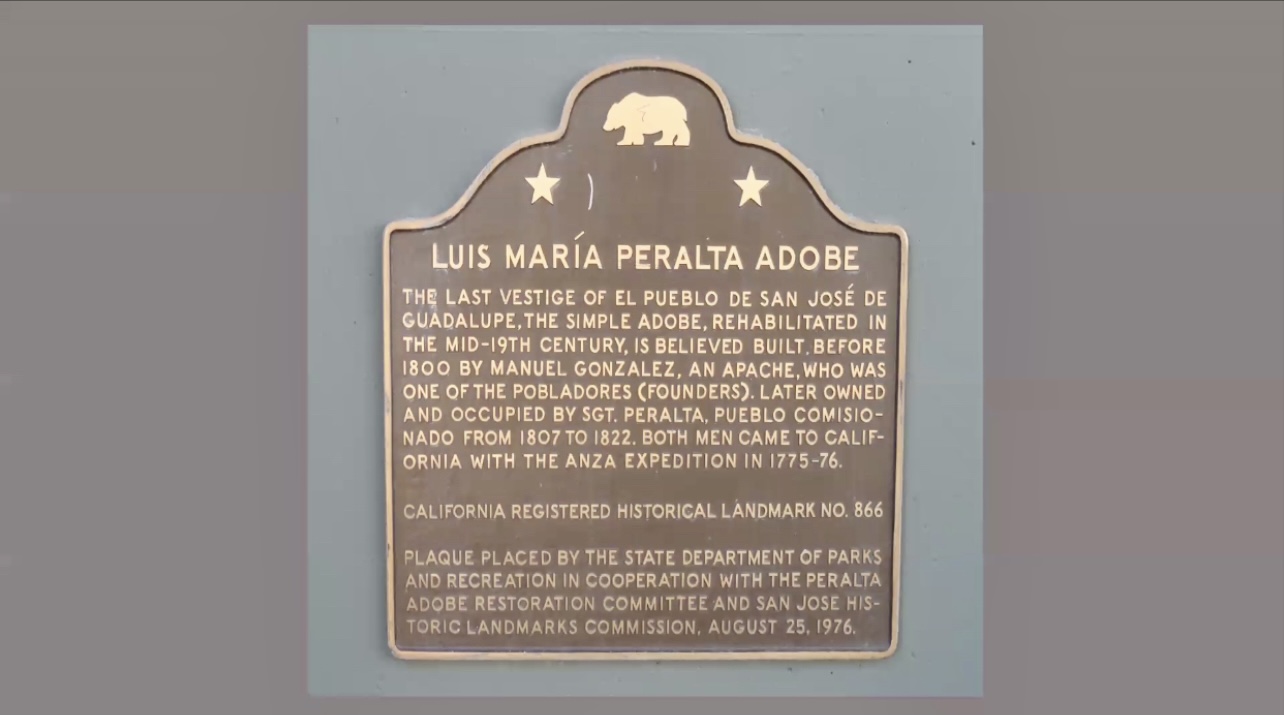 LUIS MARÍA PERALTA ADOBE
THE LAST VESTIGE OF EL PUEBLO DE SAN JOSÉ DE
GUADALUPE, THE SIMPLE ADOBE, REHABILITATED IN
THE MID-19TH CENTURY, IS BELIEVED BUILT BEFORE
1800 BY MANUEL GONZALEZ, AN APACHE, WHO WAS
ONE OF THE POBLADORES (FOUNDERS). LATER OWNED
AND OCCUPIED BY SGT. PERALTA, PUEBLO COMISIO-
NADO FROM 1807 TO 1822. BOTH MEN CAME TO CALIF-
ORNIA WITH THE ANZA EXPEDITION IN 1775-76.
CALIFORNIA REGISTERED HISTORICAL LANDMARK NO. 866
PLAQUE PLACED BY THE STATE DEPARTMENT OF PARKS
AND RECREATION IN COOPERATION WITH THE PERALTA
ADOBE RESTORATION COMMITTEE AND SAN JOSE HIS-
TORIC LANDMARKS COMMISSION, AUGUST 25, 1976.